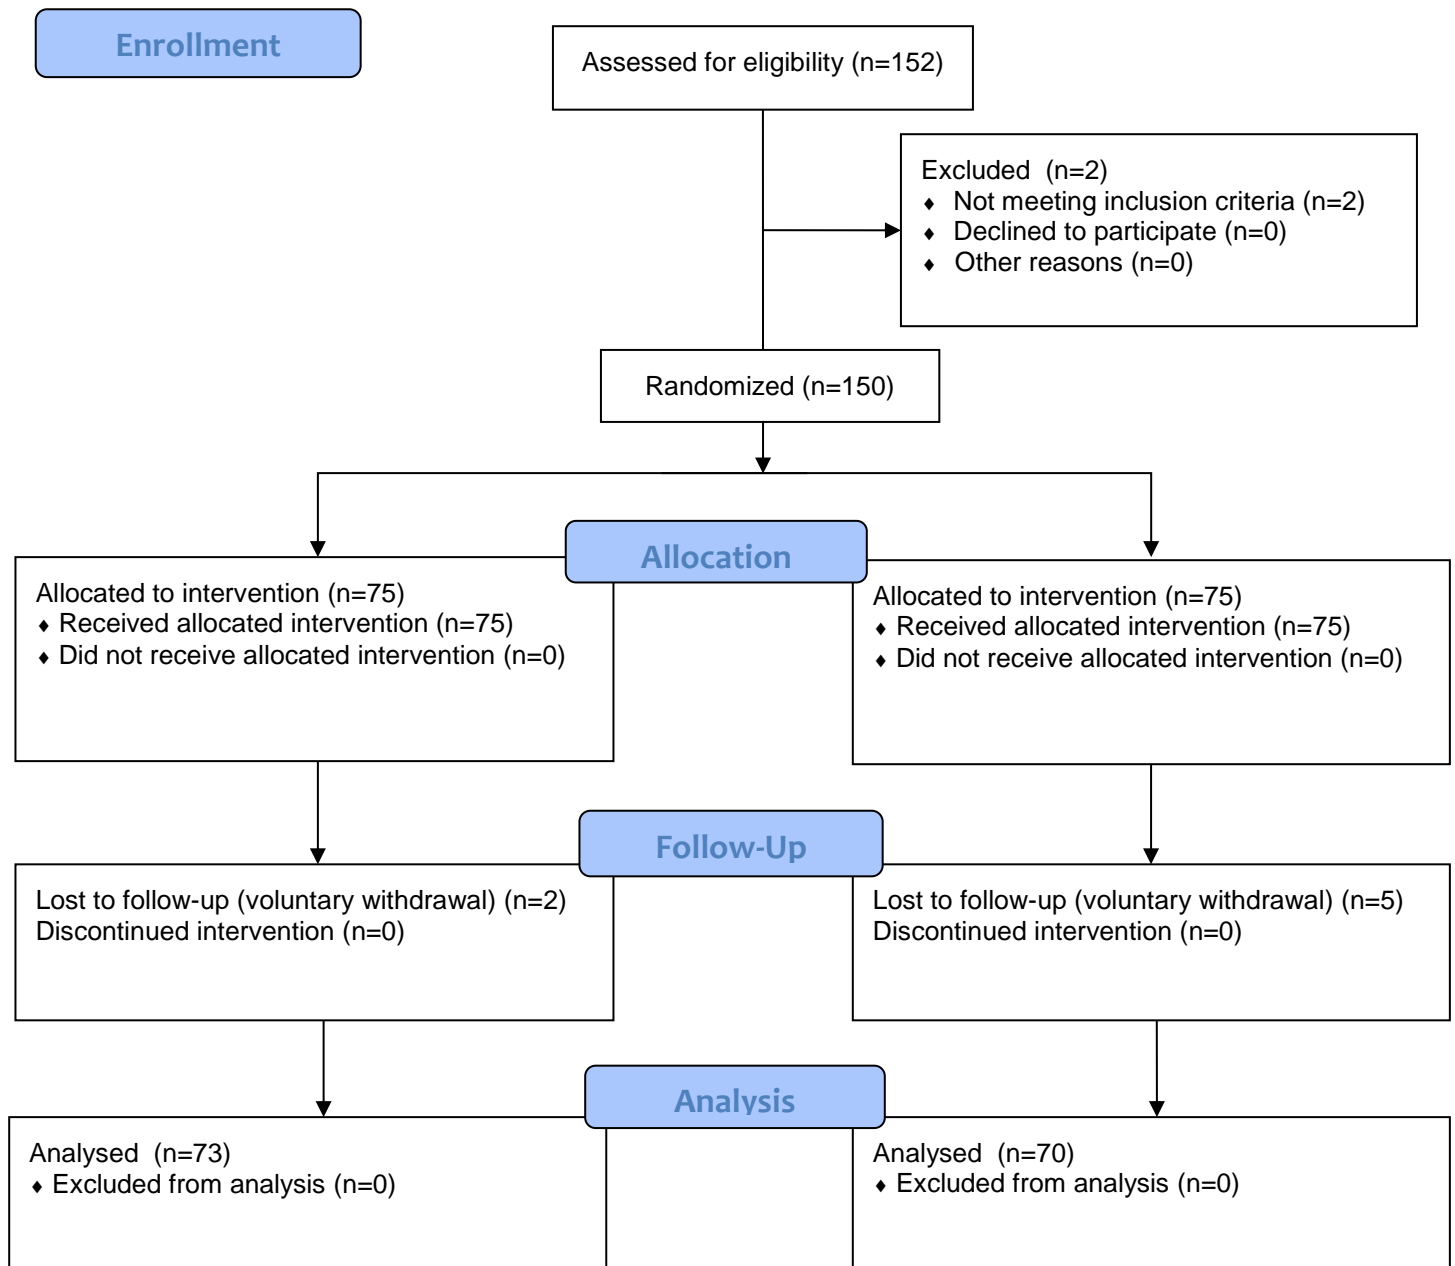 Enrollment
Assessed for eligibility (n=152)
Excluded (n=2)
♦ Not meeting inclusion criteria (n=2)
♦ Declined to participate (n=0)
♦ Other reasons (n=0)
Randomized (n=150)
Allocation
Allocated to intervention (n=75)
♦ Received allocated intervention (n=75)
♦ Did not receive allocated intervention (n=0)
Allocated to intervention (n=75)
♦ Received allocated intervention (n=75)
♦ Did not receive allocated intervention (n=0)
Follow-Up
Lost to follow-up (voluntary withdrawal) (n=2)
Discontinued intervention (n=0)
Lost to follow-up (voluntary withdrawal) (n=5)
Discontinued intervention (n=0)
Analysis
Analysed (n=73)
♦ Excluded from analysis (n=0)
Analysed (n=70)
♦ Excluded from analysis (n=0)